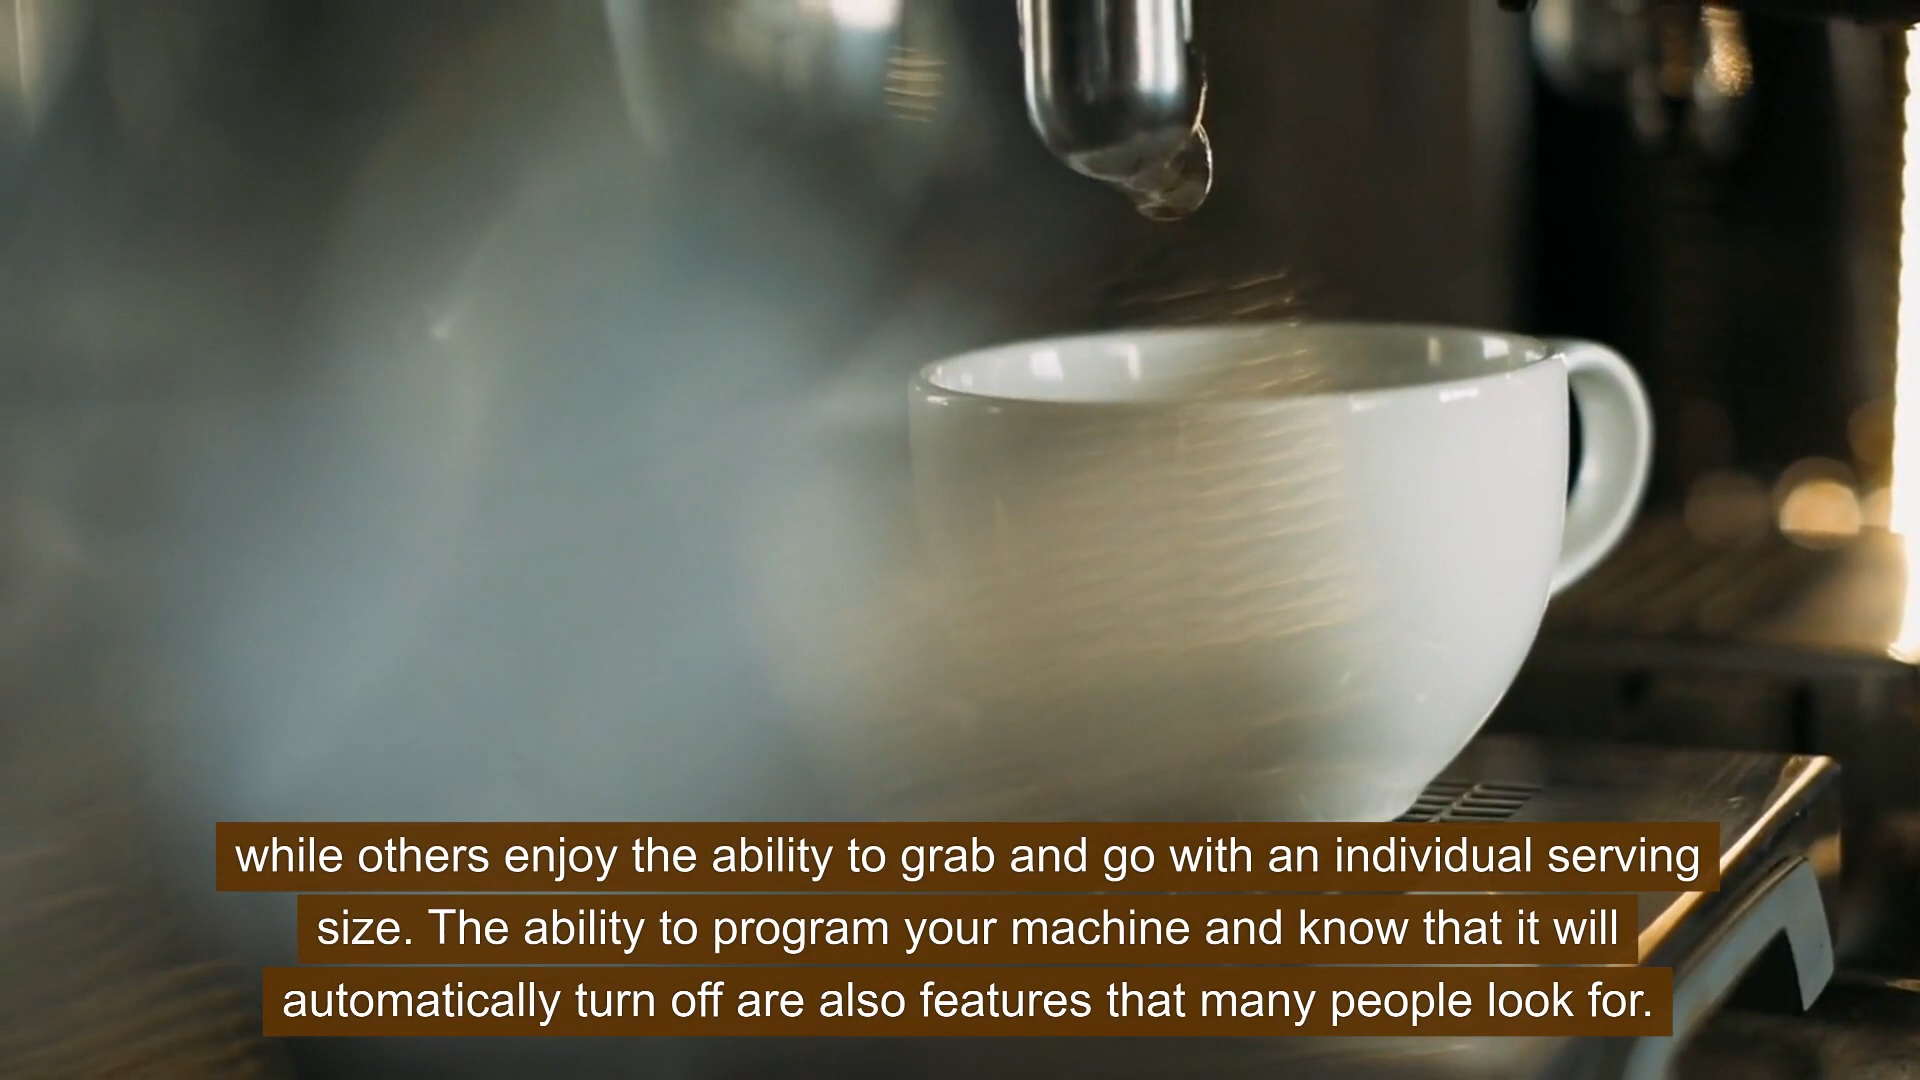 while others enjoy the ability to grab and go with an individual serving
size. The ability to program your machine and know that it will
automatically turn off are also features that many people look for.